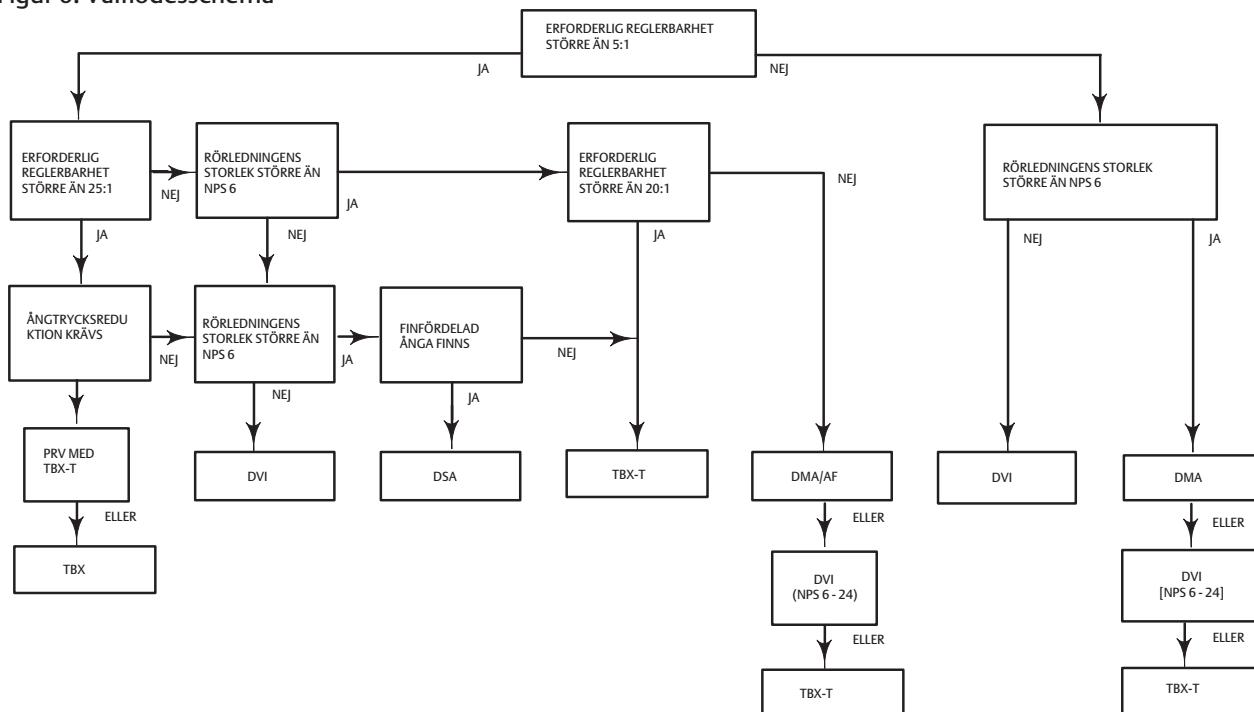 Figur 6. Valflödesschema
ERFORDERLIG REGLERBARHET
STÖRRE ÄN 5:1
JA
NEJ
ERFORDERLIG
REGLERBARHET
STÖRRE ÄN 25:1
NEJ
JA
RÖRLEDNINGENS
STORLEK STÖRRE ÄN
NPS 6
JA
NEJ
ERFORDERLIG
REGLERBARHET
STÖRRE ÄN 20:1
NEJ
JA
RÖRLEDNINGENS STORLEK
STÖRRE ÄN NPS 6
NEJ
JA
ÅNGTRYCKSREDU
KTION KRÄVS
NEJ
RÖRLEDNINGENS
STORLEK STÖRRE ÄN
NPS 6
JA
NEJ
FINFÖRDELAD
ÅNGA FINNS
NEJ
JA
PRV MED
TBX-T
ELLER
TBX
DVI
DSA
TBX-T
DMA/AF
ELLER
DVI
(NPS 6 - 24)
ELLER
TBX-T
DVI
DMA
ELLER
DVI
[NPS 6 - 24]
ELLER
TBX-T